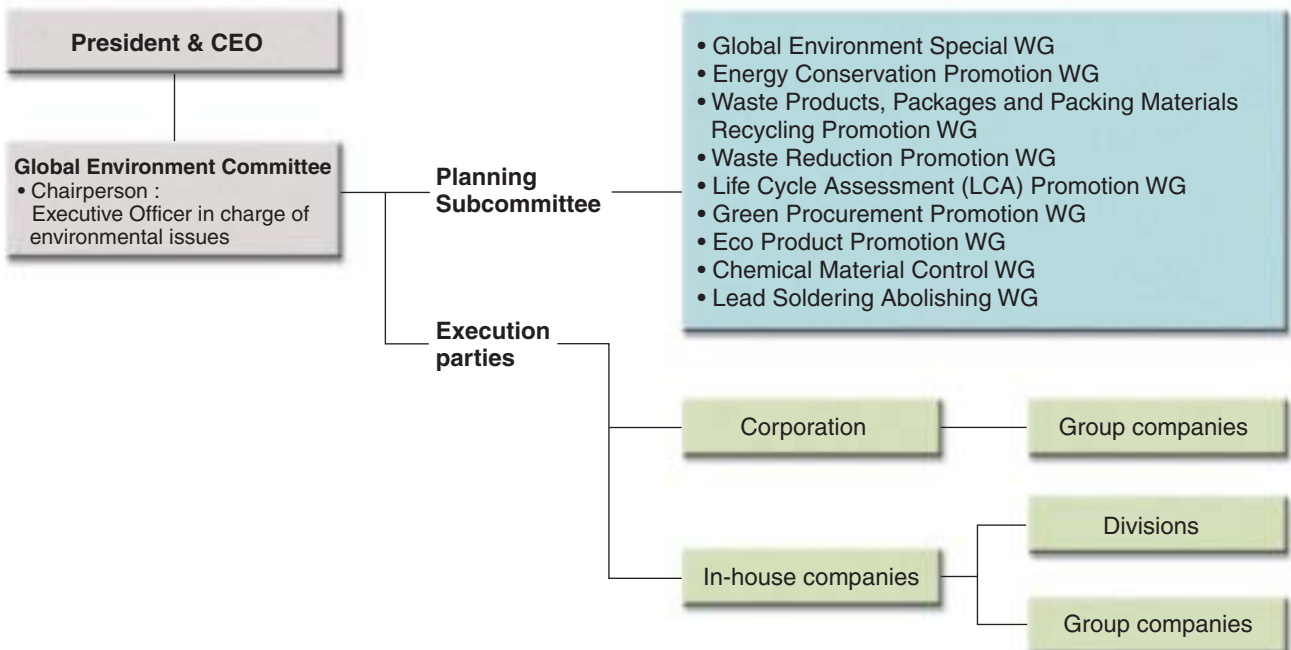 President & CEO
Global Environment Committee
• Chairperson :
Executive Officer in charge of
environmental issues
Planning
Subcommittee
• Global Environment Special WG
• Energy Conservation Promotion WG
• Waste Products, Packages and Packing Materials
Recycling Promotion WG
• Waste Reduction Promotion WG
• Life Cycle Assessment (LCA) Promotion WG
• Green Procurement Promotion WG
• Eco Product Promotion WG
• Chemical Material Control WG
• Lead Soldering Abolishing WG
Execution
parties
Corporation
Group companies
In-house companies
Divisions
Group companies